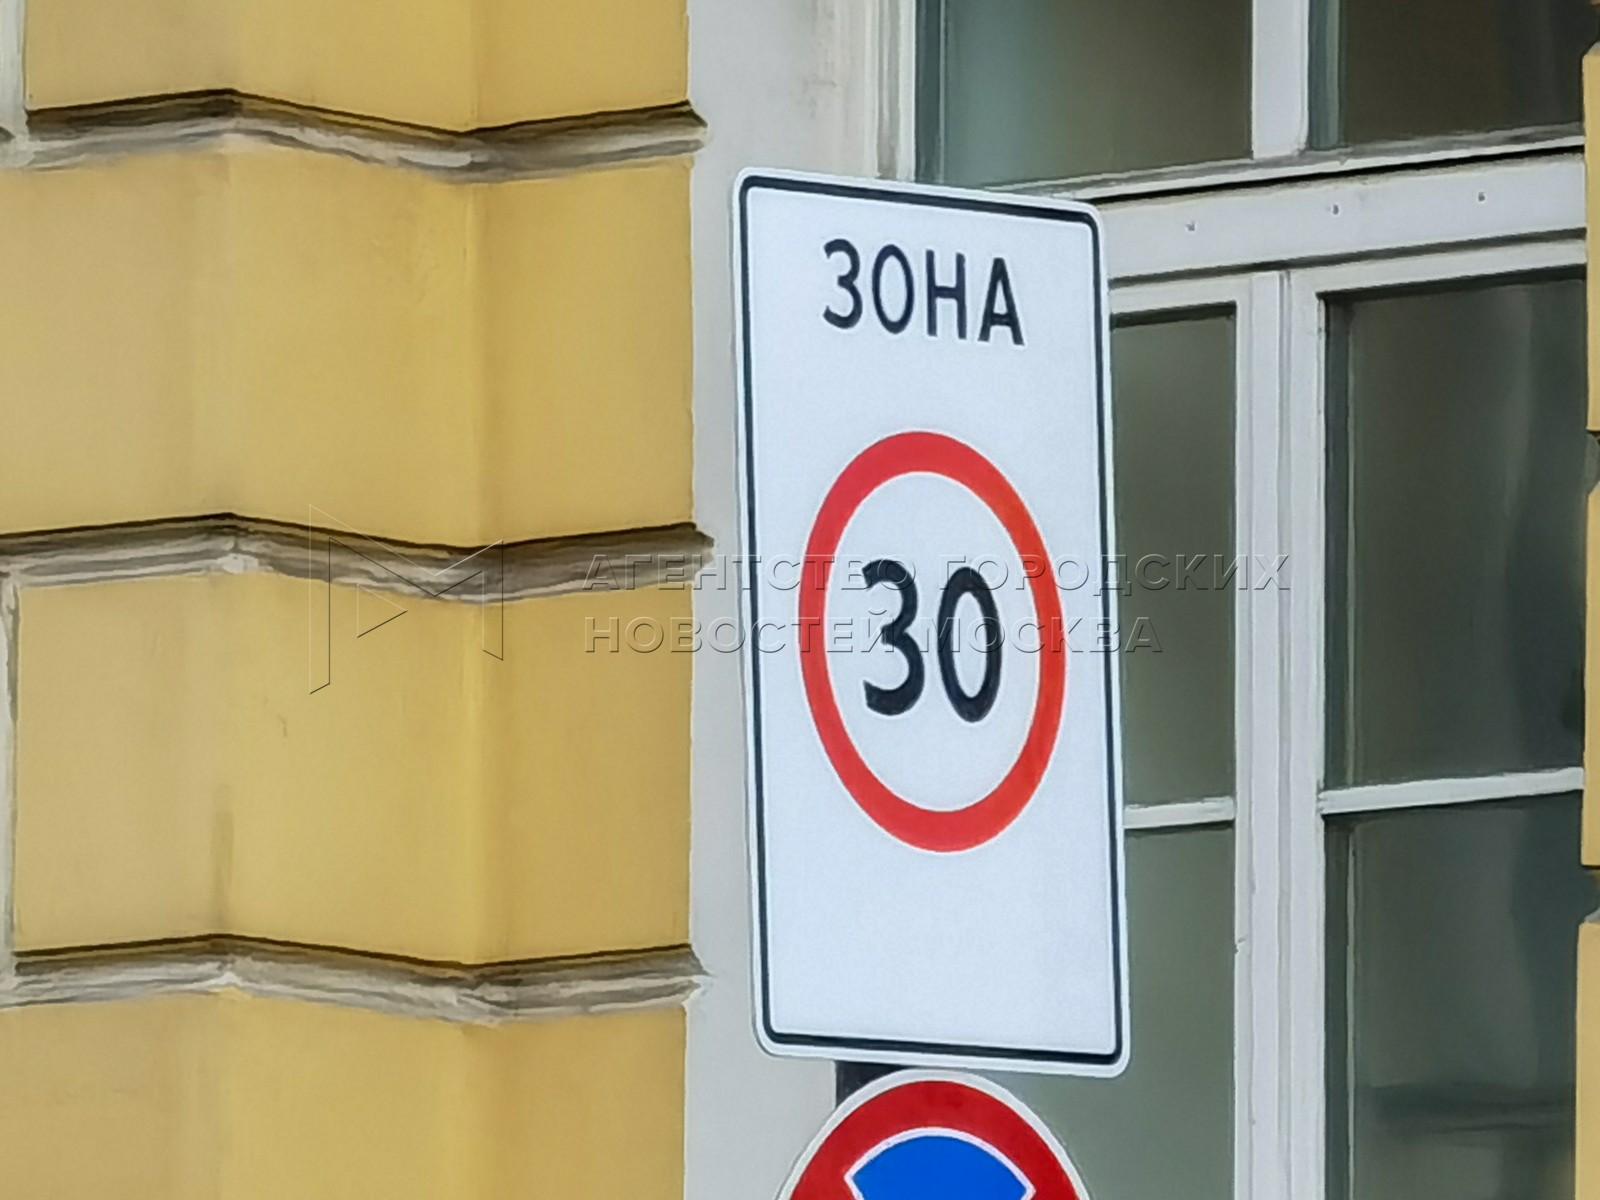 ЗОНА
30
АГЕНТСТВО ГОРОДСКИХ
НОВОСТЕЙ МОСКВА